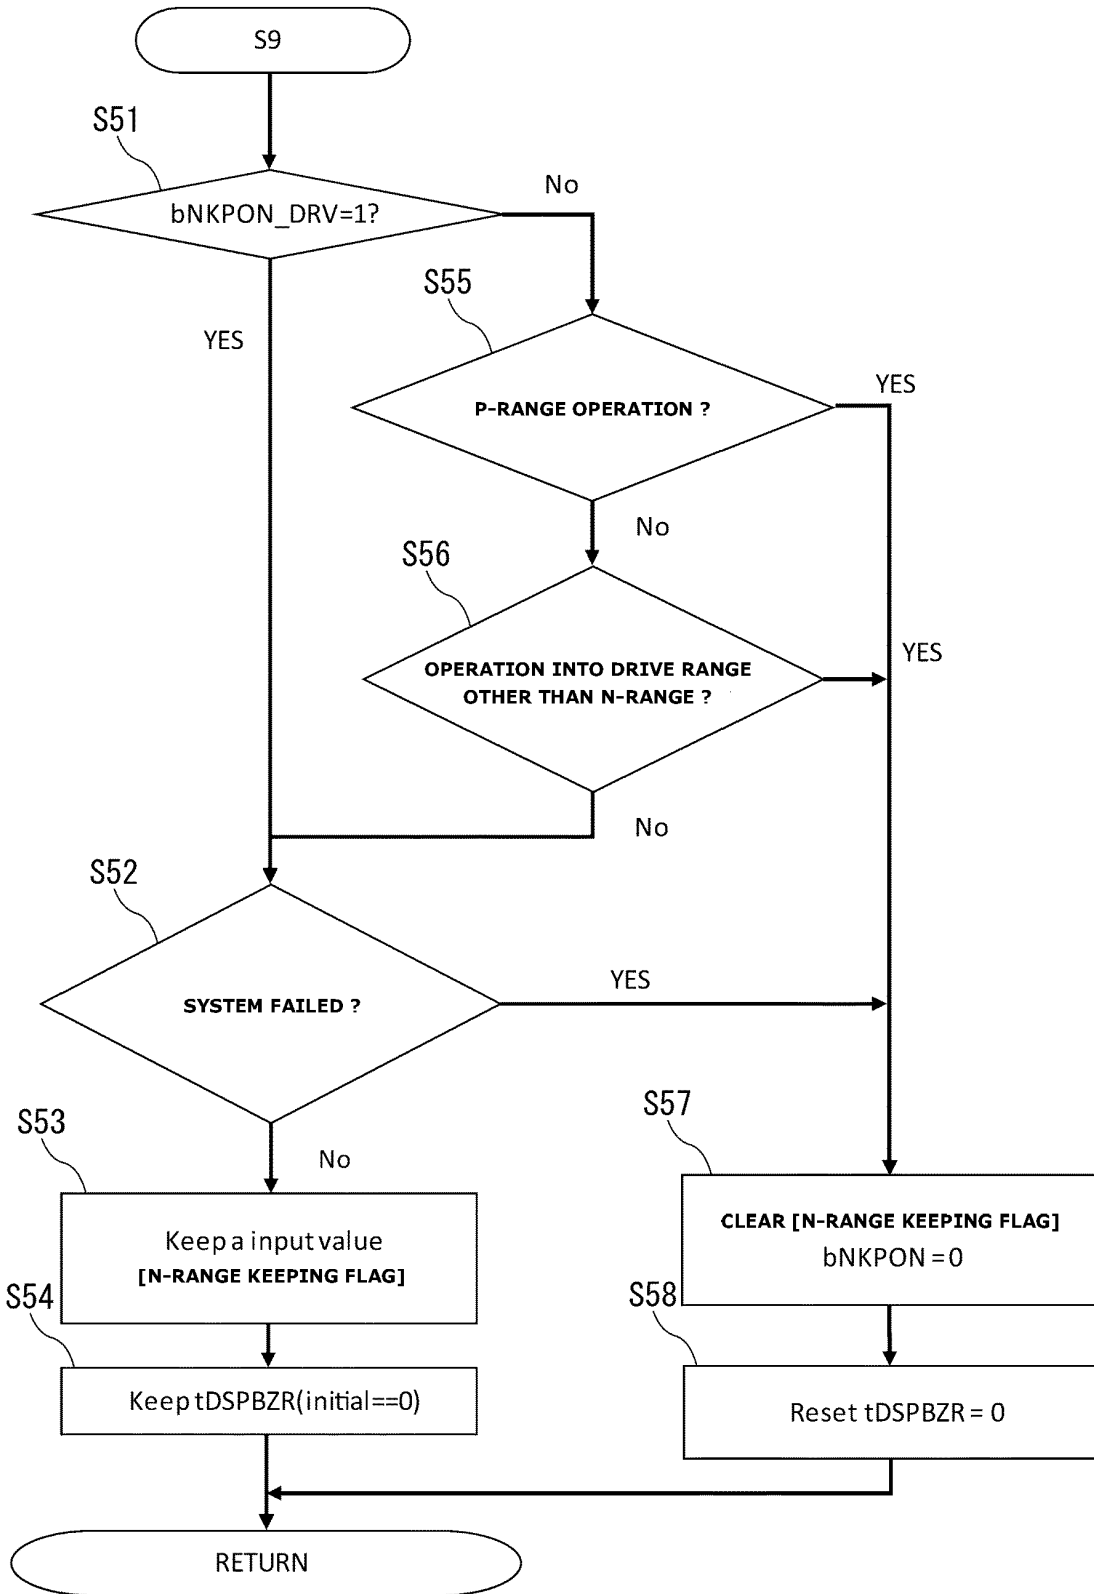 S9
S51
bNKPON_DRV=1?
No
YES
S55
P-RANGE OPERATION ?
YES
No
S56
OPERATION INTO DRIVE RANGE
OTHER THAN N-RANGE ?
YES
No
S52
SYSTEM FAILED ?
YES
No
S53
Keep a input value
[N-RANGE KEEPING FLAG]
S54
Keep tDSPBZR(initial==0)
S57
CLEAR [N-RANGE KEEPING FLAG]
bNKPON = 0
S58
Reset tDSPBZR = 0
RETURN